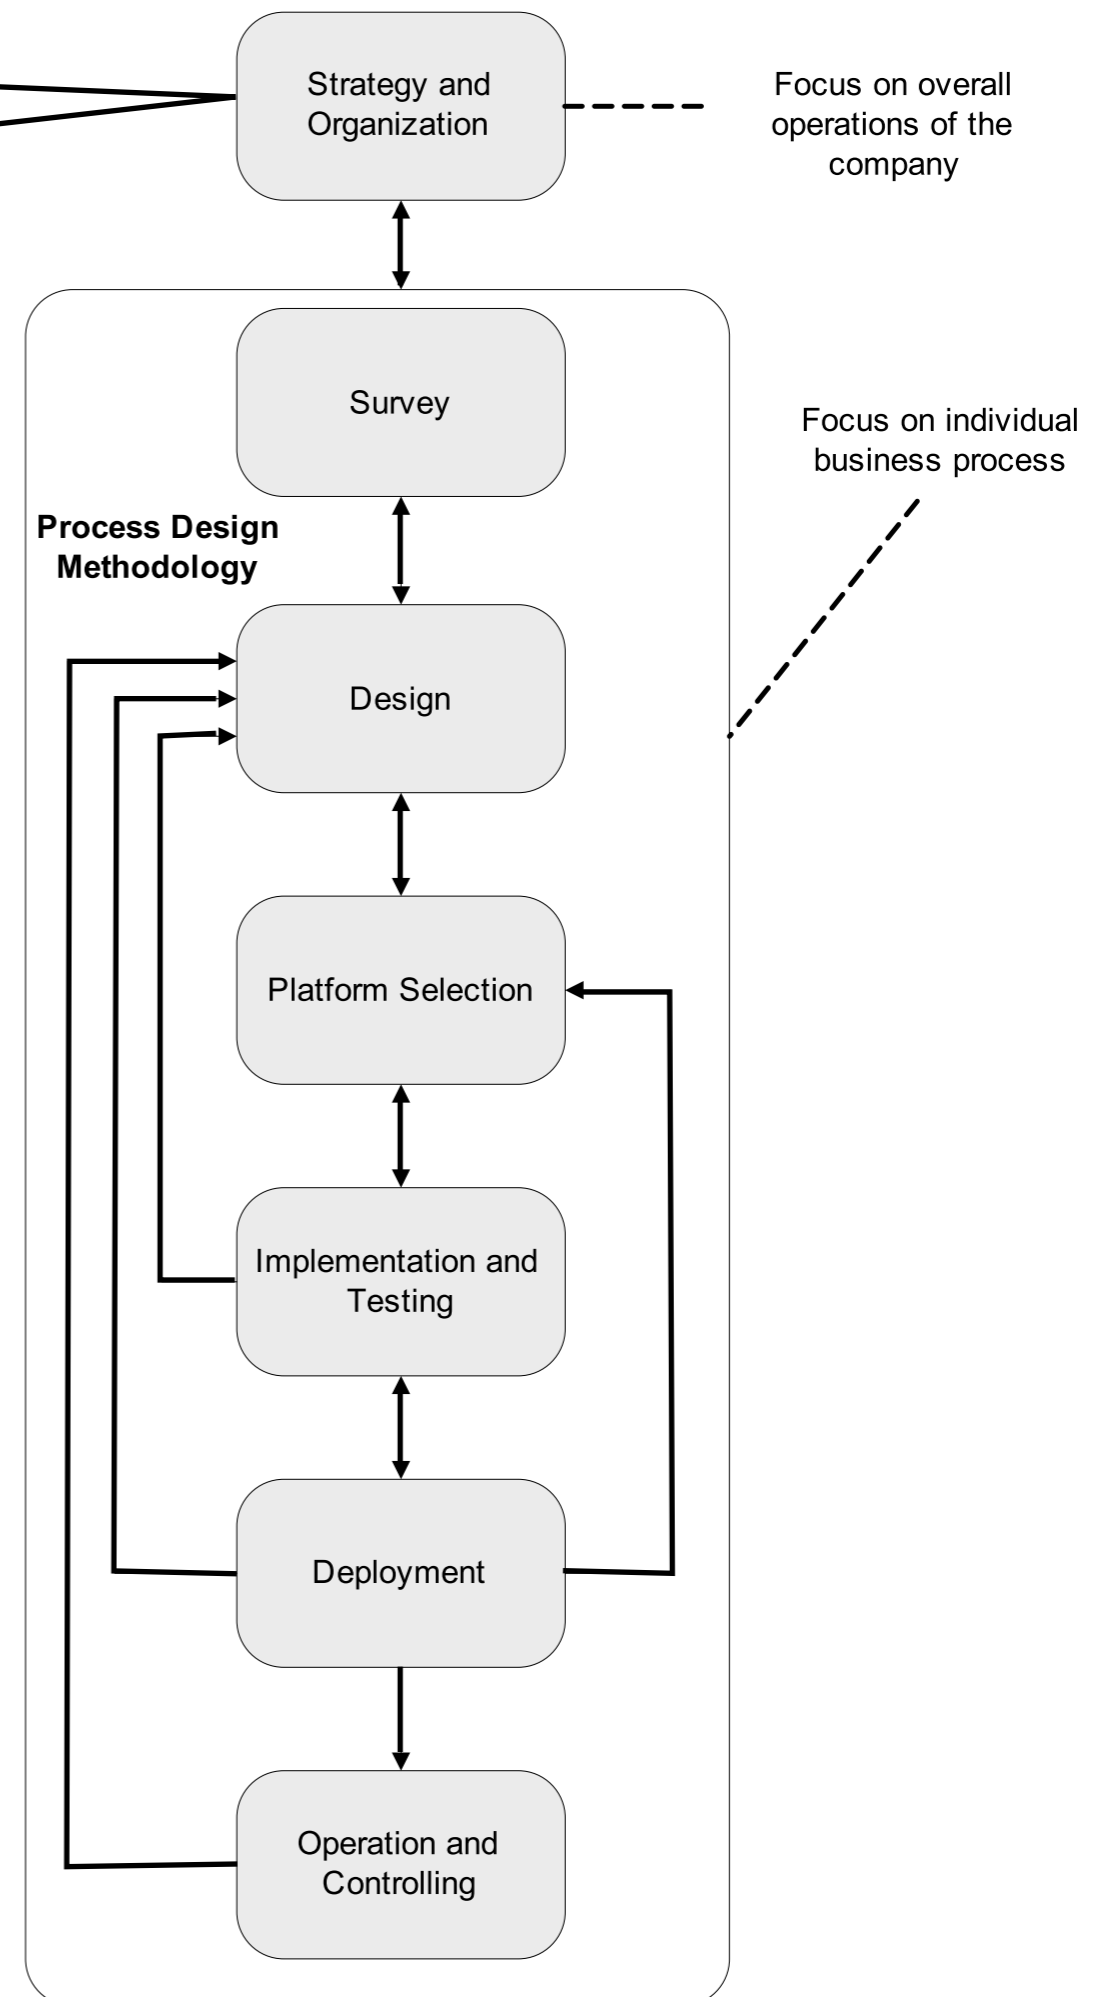 Strategy and
Organization
Focus on overall
operations of the
company
Survey
Focus on individual
business process
Process Design
Methodology
Design
Platform Selection
Implementation and
Testing
Deployment
Operation and
Controlling